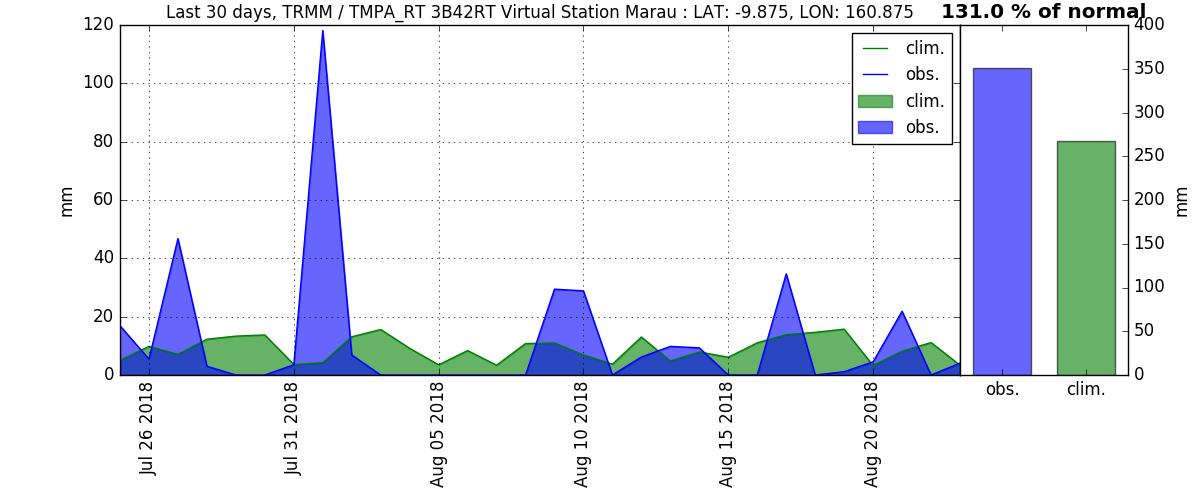 Last 30 days, TRMM / TMPA_RT 3B42RT Virtual Station Marau : LAT: -9.875, LON: 160.875
131.0 % of normal
120
100
80
60
40
20
0
mm
clim.
obs.
clim.
obs.
400
350
300
250
200
150
100
50
0
mm
obs.
clim.
Jul 26 2018
Jul 31 2018
Aug 05 2018
Aug 10 2018
Aug 15 2018
Aug 20 2018